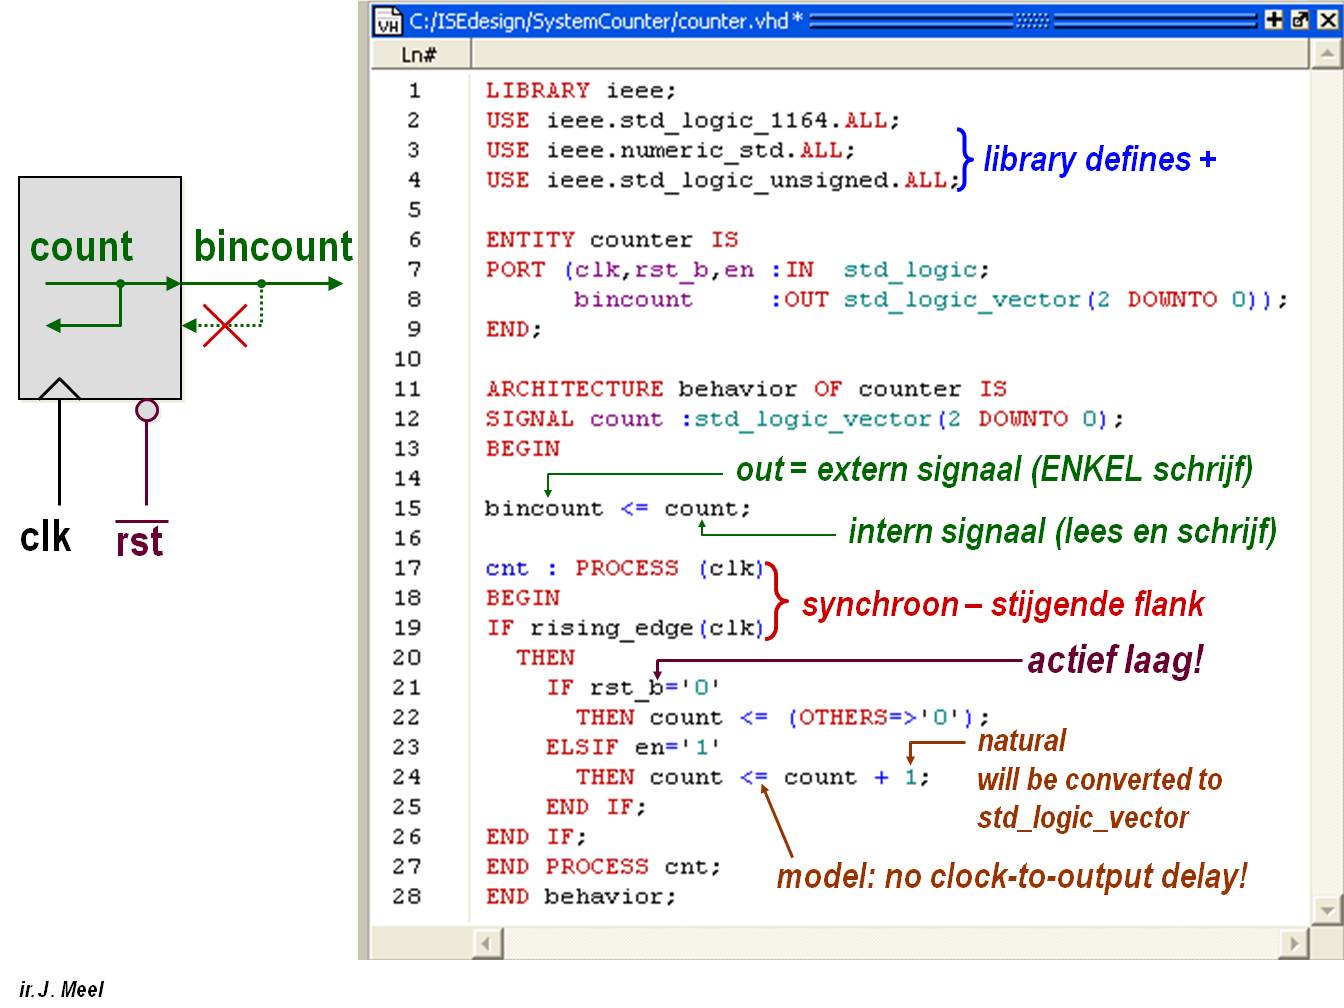 C:/ISEdesign/SystemCounter/counter.vhd *
Ln#
1 LIBRARY ieee;
2 USE ieee.std_logic_1164.ALL;
3 USE ieee.numeric_std.ALL;
4 USE ieee.std_logic_unsigned.ALL;
library defines +
5
6 ENTITY counter IS
7 PORT (clk,rst_b,en :IN std_logic;
8 bincount :OUT std_logic_vector(2 DOWNTO 0));
9 END;
10
11 ARCHITECTURE behavior OF counter IS
12 SIGNAL count :std_logic_vector(2 DOWNTO 0);
13 BEGIN
out = extern signaal (ENKEL schrijf)
14
15 bincount <= count;
intern signaal (lees en schrijf)
16
17 cnt : PROCESS (clk)
18 BEGIN
synchroon – stijgende flank
19 IF rising_edge(clk)
20 THEN
actief laag!
21 IF rst_b='0'
22 THEN count <= (OTHERS=>'0');
23 ELSIF en='1'
natural
24 THEN count <= count + 1;
will be converted to
25 END IF;
std_logic_vector
26 END IF;
27 END PROCESS cnt;
model: no clock-to-output delay!
28 END behavior;
count
bincount
clk
rst
VH
ir. J. Meel